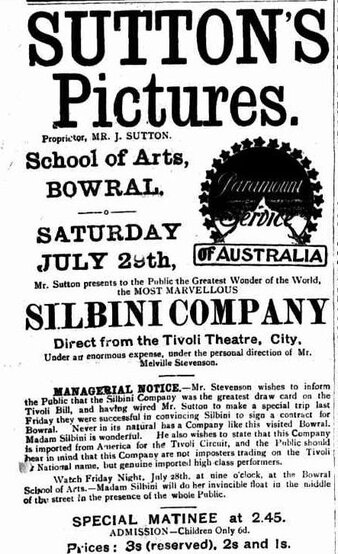 SUTTON'S
Pictures.
Proprietor, MR. J. SUTTON.
School of Arts,
BOWRAL,
Paramount
Service
OF AUSTRALIA
SATURDAY
JULY 29th,
Mr. Sutton presents to the Public the Greatest Wonder of the World,
the MOST MARVELLOUS
SILBINI COMPANY
Direct from the Tivoli Theatre, City,
Under an enormous expense, under the personal direction of Mr.
Melville Stevenson.
MANAGERIAL NOTICE.—Mr. Stevenson wishes to inform
the Public that the Silbini Company was the greatest draw card on the
Tivoli Bill, and having wired Mr. Sutton to make a special trip last
Friday they were successful in convincing Silbini to sign a contract for
Bowral. Never in its natural has a Company like this visited Bowral.
Madam Silbini is wonderful. He also wishes to state that this Company
is imported from America for the Tivoli Circuit, and the Public should
hear in mind that this Company are not imposters trading on the Tivoli
National name, but genuine imported high class performers.
Watch Friday Night, July 28th, at nine o'clock, at the Bowral
School of Arts.—Madam Silbini will do her invincible float in the middle
of the street in the presence of the whole Public.
SPECIAL MATINEE at 2.45.
ADMISSION—Children Only 6d.
Prices: 3s (reserved), 2s and 1s.